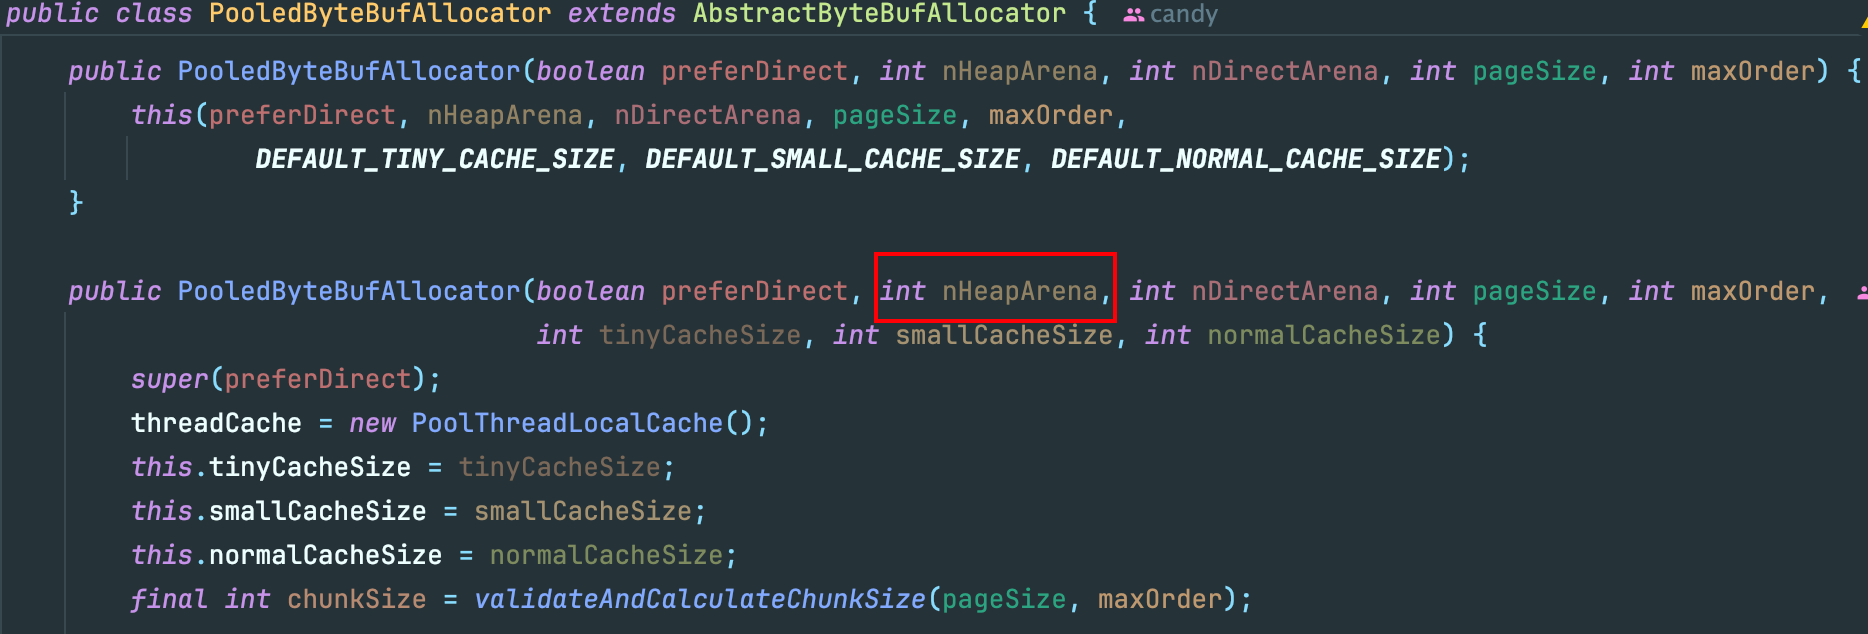 public class PooledByteBufAllocator extends AbstractByteBufAllocator { candy
public PooledByteBufAllocator(boolean preferDirect, int nHeapArena, int nDirectArena, int pageSize, int maxOrder) {
this(preferDirect, nHeapArena, nDirectArena, pageSize, maxOrder,
DEFAULT_TINY_CACHE_SIZE, DEFAULT_SMALL_CACHE_SIZE, DEFAULT_NORMAL_CACHE_SIZE);
}
public PooledByteBufAllocator(boolean preferDirect, int nHeapArena, int nDirectArena, int pageSize, int maxOrder,
int tinyCacheSize, int smallCacheSize, int normalCacheSize) {
super(preferDirect);
threadCache = new PoolThreadLocalCache();
this.tinyCacheSize = tinyCacheSize;
this.smallCacheSize = smallCacheSize;
this.normalCacheSize = normalCacheSize;
final int chunkSize = validateAndCalculateChunkSize(pageSize, maxOrder);